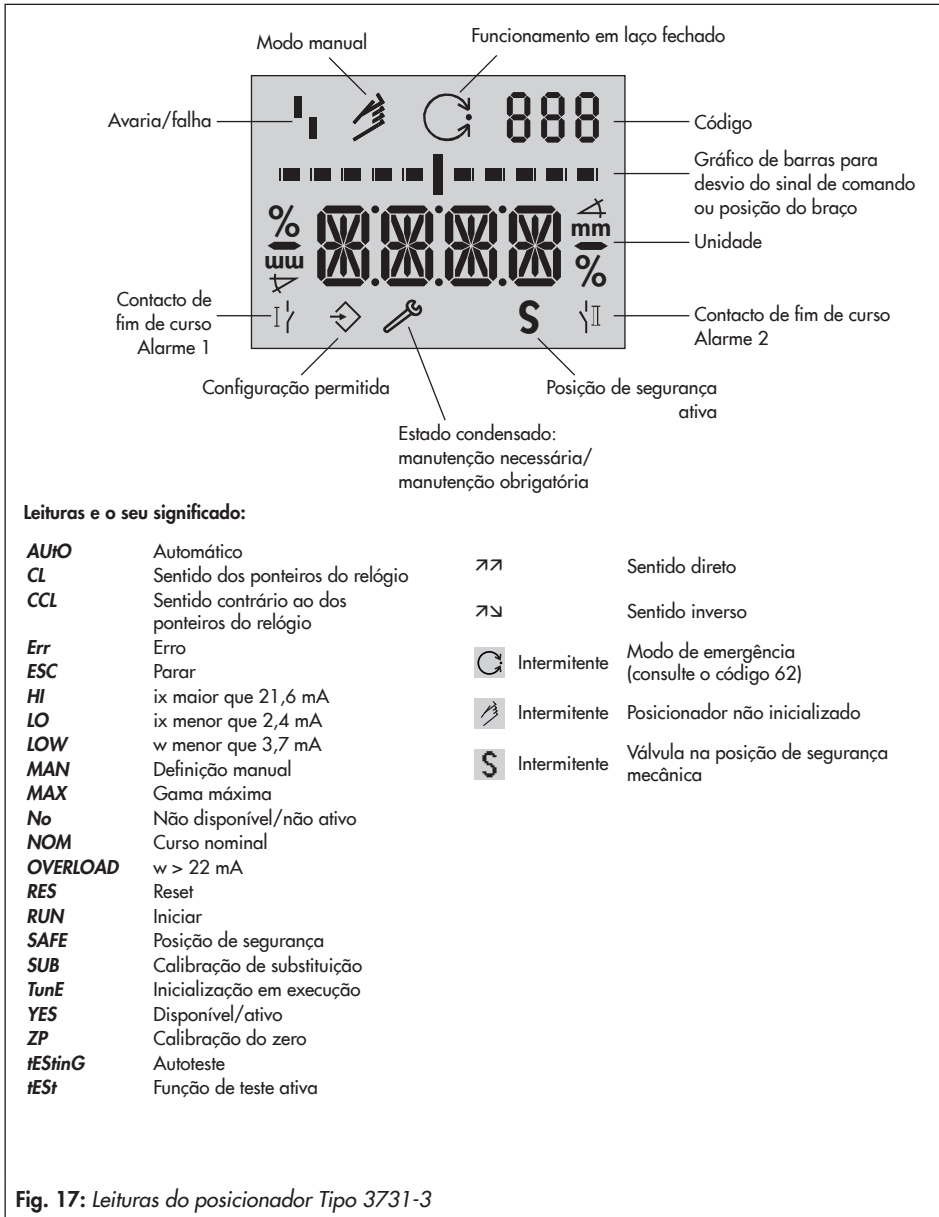 Modo manual
Funcionamento em laço fechado
Avaria/falha
888
Código
Gráfico de barras para
desvio do sinal de comando
ou posição do braço
%
mm
mm
%
Unidade
Contacto de
fim de curso
Alarme 1
I
S
II
Contacto de fim de curso
Alarme 2
Configuração permitida
Posição de segurança
ativa
Estado condensado:
manutenção necessária/
manutenção obrigatória
Leituras e o seu significado:
AUtO Automático
CL Sentido dos ponteiros do relógio
CCL Sentido contrário ao dos
ponteiros do relógio
Err Erro
ESC Parar
HI ix maior que 21,6 mA
LO ix menor que 2,4 mA
LOW w menor que 3,7 mA
MAN Definição manual
MAX Gama máxima
No Não disponível/não ativo
NOM Curso nominal
OVERLOAD w > 22 mA
RES Reset
RUN Iniciar
SAFE Posição de segurança
SUB Calibração de substituição
TunE Inicialização em execução
YES Disponível/ativo
ZP Calibração do zero
tEStinG Autoteste
tESt Função de teste ativa
↗↗ Sentido direto
↗↘ Sentido inverso
Intermitente Modo de emergência
(consulte o código 62)
Intermitente Posicionador não inicializado
S Intermitente Válvula na posição de segurança
mecânica
Fig. 17: Leituras do posicionador Tipo 3731-3